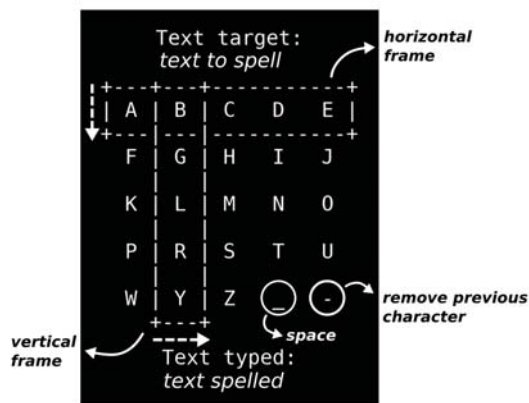 Text target:
text to spell
horizontal
frame
+---+---+-----------+
| A | B | C D E |
+---+---+-----------+
F | G | H I J
K | L | M N O
P | R | S T U
W | Y | Z _ -
+---+
remove previous
character
space
vertical
frame
Text typed:
text spelled